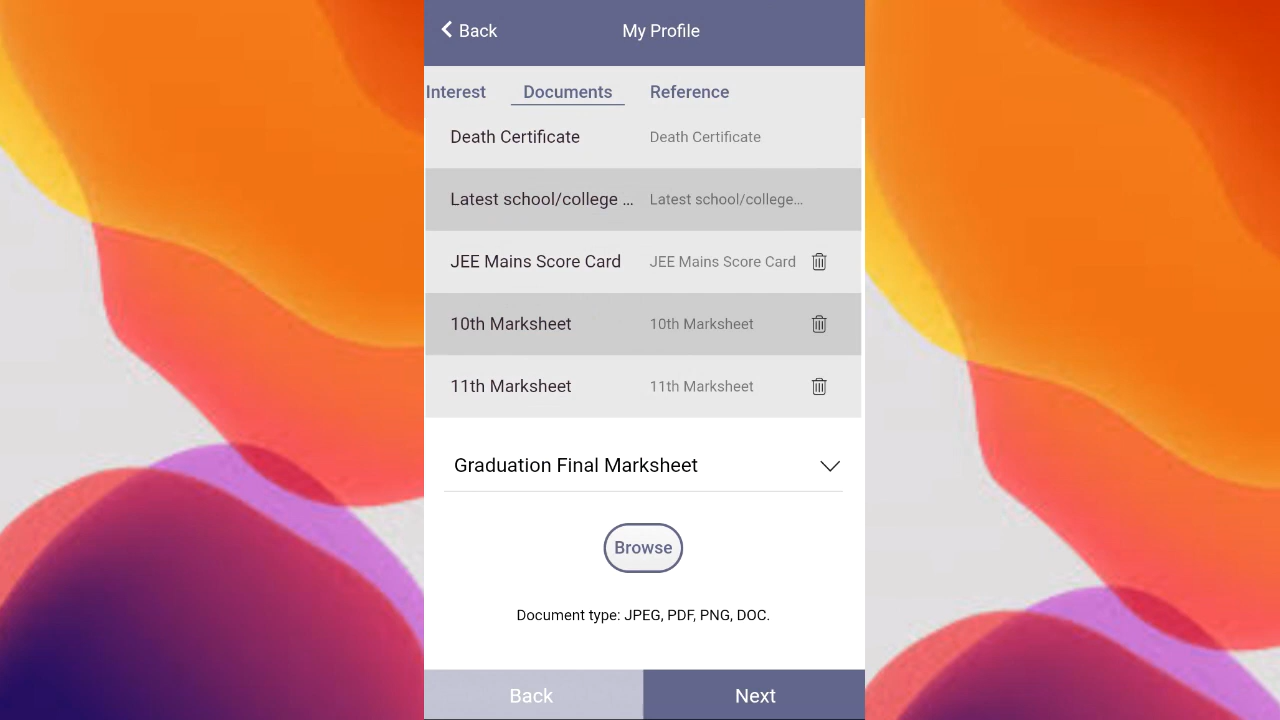 Back My Profile
Interest Documents Reference
Death Certificate Death Certificate
Latest school/college ... Latest school/college...
JEE Mains Score Card JEE Mains Score Card
10th Marksheet 10th Marksheet
11th Marksheet 11th Marksheet
Graduation Final Marksheet
Browse
Document type: JPEG, PDF, PNG, DOC.
Back Next